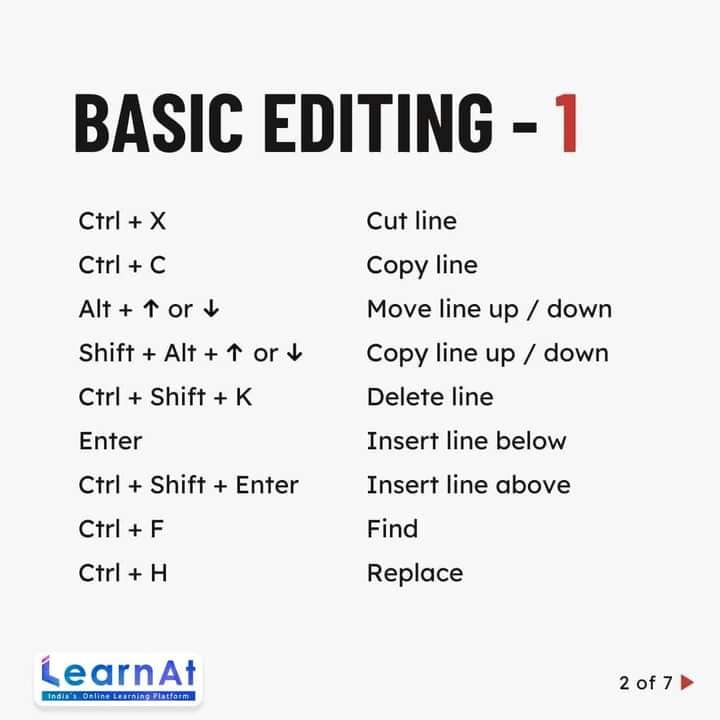 BASIC EDITING - 1
Ctrl + X Cut line
Ctrl + C Copy line
Alt + ↑ or ↓ Move line up / down
Shift + Alt + ↑ or ↓ Copy line up / down
Ctrl + Shift + K Delete line
Enter Insert line below
Ctrl + Shift + Enter Insert line above
Ctrl + F Find
Ctrl + H Replace
LearnAt
India's Online Learning Platform
2 of 7